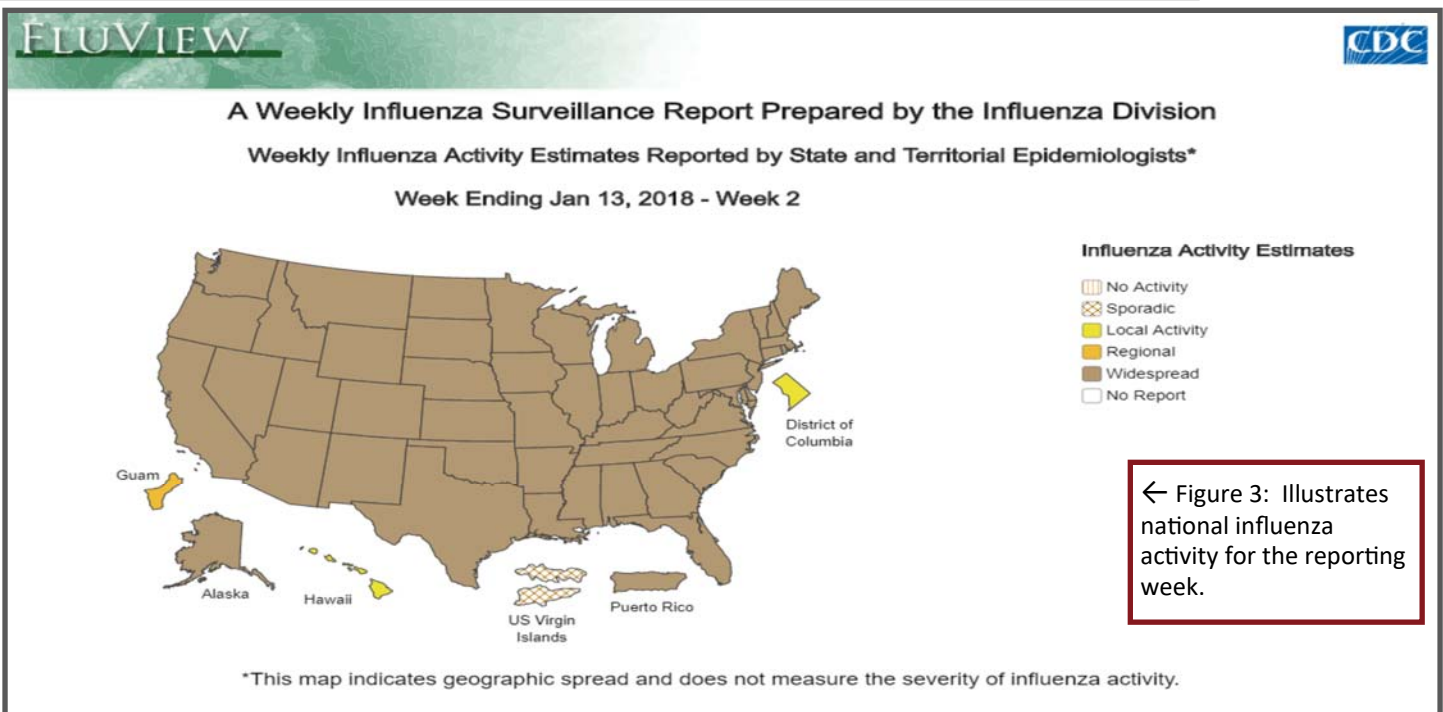 FLUVIEW
CDC
A Weekly Influenza Surveillance Report Prepared by the Influenza Division
Weekly Influenza Activity Estimates Reported by State and Territorial Epidemiologists*
Week Ending Jan 13, 2018 - Week 2
Influenza Activity Estimates
No Activity
Sporadic
Local Activity
Regional
Widespread
No Report
District of
Columbia
Guam
Alaska
Hawaii
US Virgin
Islands
Puerto Rico
← Figure 3: Illustrates
national influenza
activity for the reporting
week.
*This map indicates geographic spread and does not measure the severity of influenza activity.